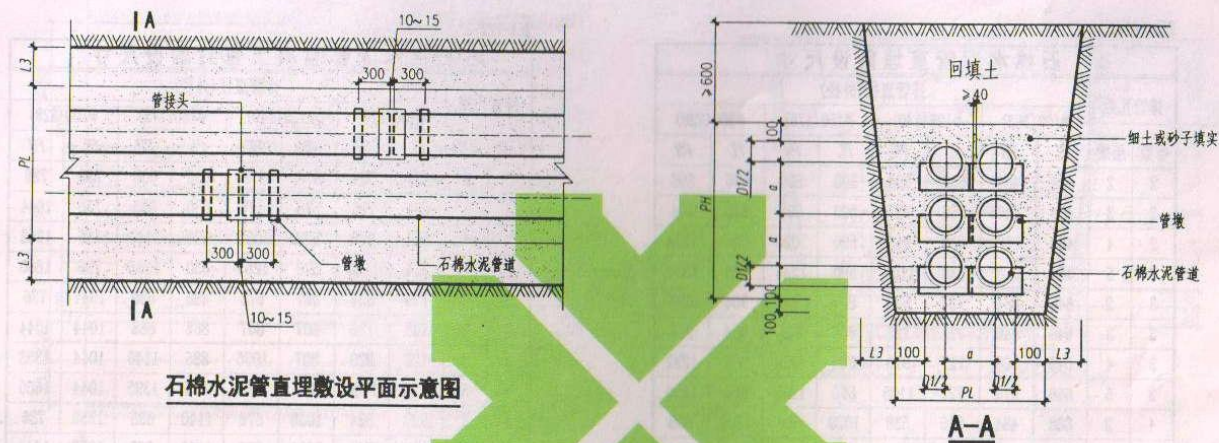 A
A
10~15
L3
300
300
管接头
PL
300
300
L3
管墩
石棉水泥管道
A
10~15
石棉水泥管直埋敷设平面示意图
≥600
回填土
≥40
100
细土或砂子填实
D1/2
a
PH
管墩
a
D1/2
石棉水泥管道
100
100
L3
100
a
100
L3
D1/2
D1/2
PL
A-A